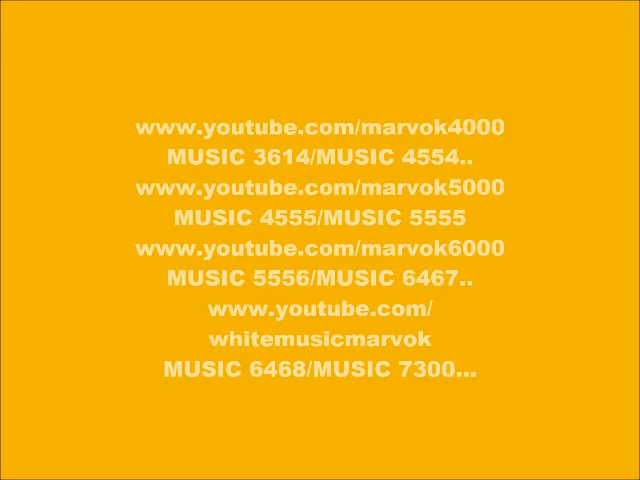 www.youtube.com/marvok4000
MUSIC 3614/MUSIC 4554..
www.youtube.com/marvok5000
MUSIC 4555/MUSIC 5555
www.youtube.com/marvok6000
MUSIC 5556/MUSIC 6467..
www.youtube.com/
whitemusicmarvok
MUSIC 6468/MUSIC 7300...